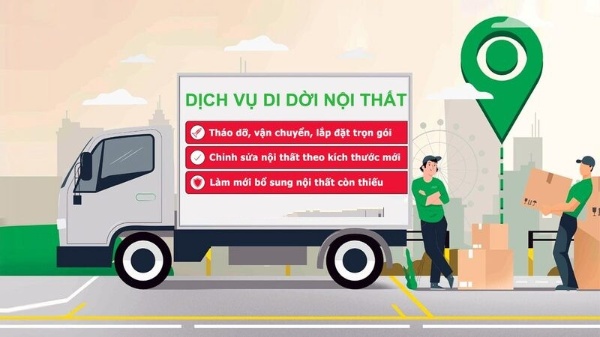 DỊCH VỤ DI DỜI NỘI THẤT
Tháo dỡ, vận chuyển, lắp đặt trọn gói
Chỉnh sửa nội thất theo kích thước mới
Làm mới bổ sung nội thất còn thiếu